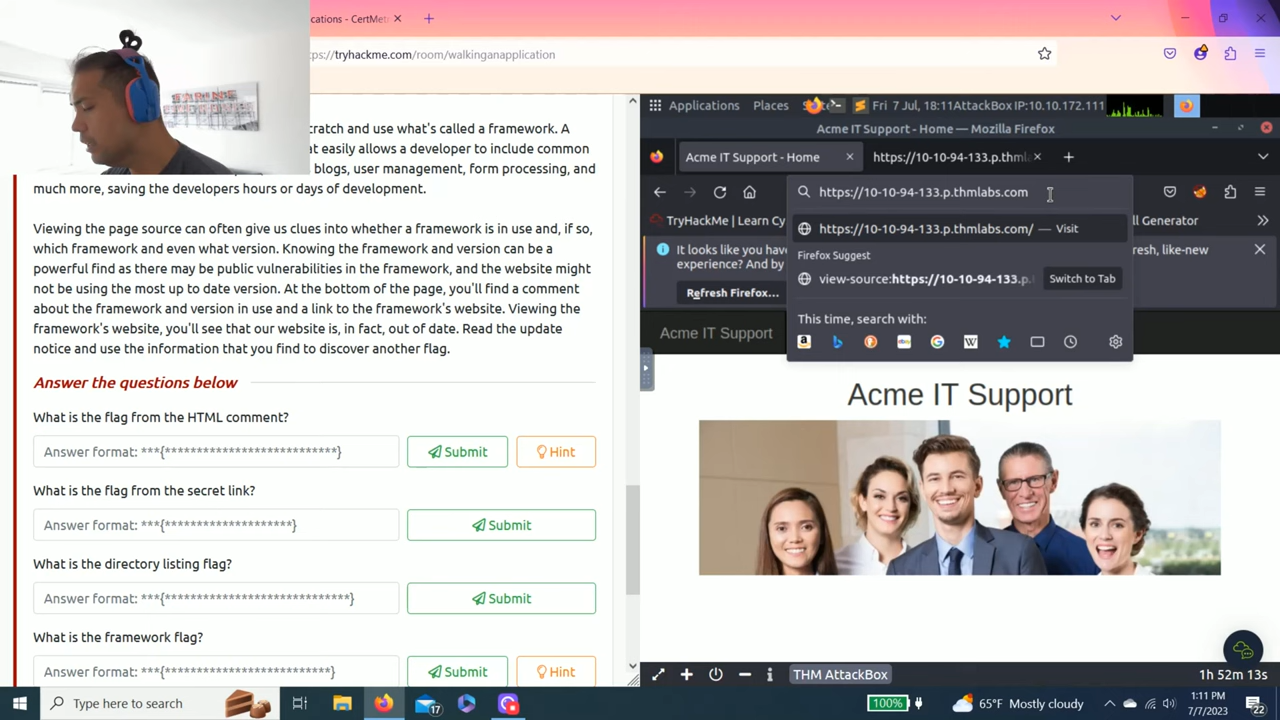 cations - CertMet
ps://tryhackme.com/room/walkinganapplication
cratch and use what's called a framework. A
at easily allows a developer to include common
blogs, user management, form processing, and
much more, saving the developers hours or days of development.
Viewing the page source can often give us clues into whether a framework is in use and, if so,
which framework and even what version. Knowing the framework and version can be a
powerful find as there may be public vulnerabilities in the framework, and the website might
not be using the most up to date version. At the bottom of the page, you'll find a comment
about the framework and version in use and a link to the framework's website. Viewing the
framework's website, you'll see that our website is, in fact, out of date. Read the update
notice and use the information that you find to discover another flag.
Answer the questions below
What is the flag from the HTML comment?
Answer format: ***{****************************}
Submit
Hint
What is the flag from the secret link?
Answer format: ***{*********************}
Submit
What is the directory listing flag?
Answer format: ***{******************************}
Submit
What is the framework flag?
Answer format: ***{***************************}
Submit
Hint
Applications Places Fri 7 Jul, 18:11 AttackBox IP:10.10.172.111
Acme IT Support - Home — Mozilla Firefox
Acme IT Support - Home
https://10-10-94-133.p.thml
https://10-10-94-133.p.thmlabs.com
TryHackMe | Learn Cy
ll Generator
https://10-10-94-133.p.thmlabs.com/ — Visit
It looks like you have
experience? And by
resh, like-new
Firefox Suggest
view-source:https://10-10-94-133.p.
Switch to Tab
Refresh Firefox...
This time, search with:
Acme IT Support
Acme IT Support
THM AttackBox
1h 52m 13s
Type here to search
17
100%
65°F Mostly cloudy
1:11 PM
7/7/2023
22